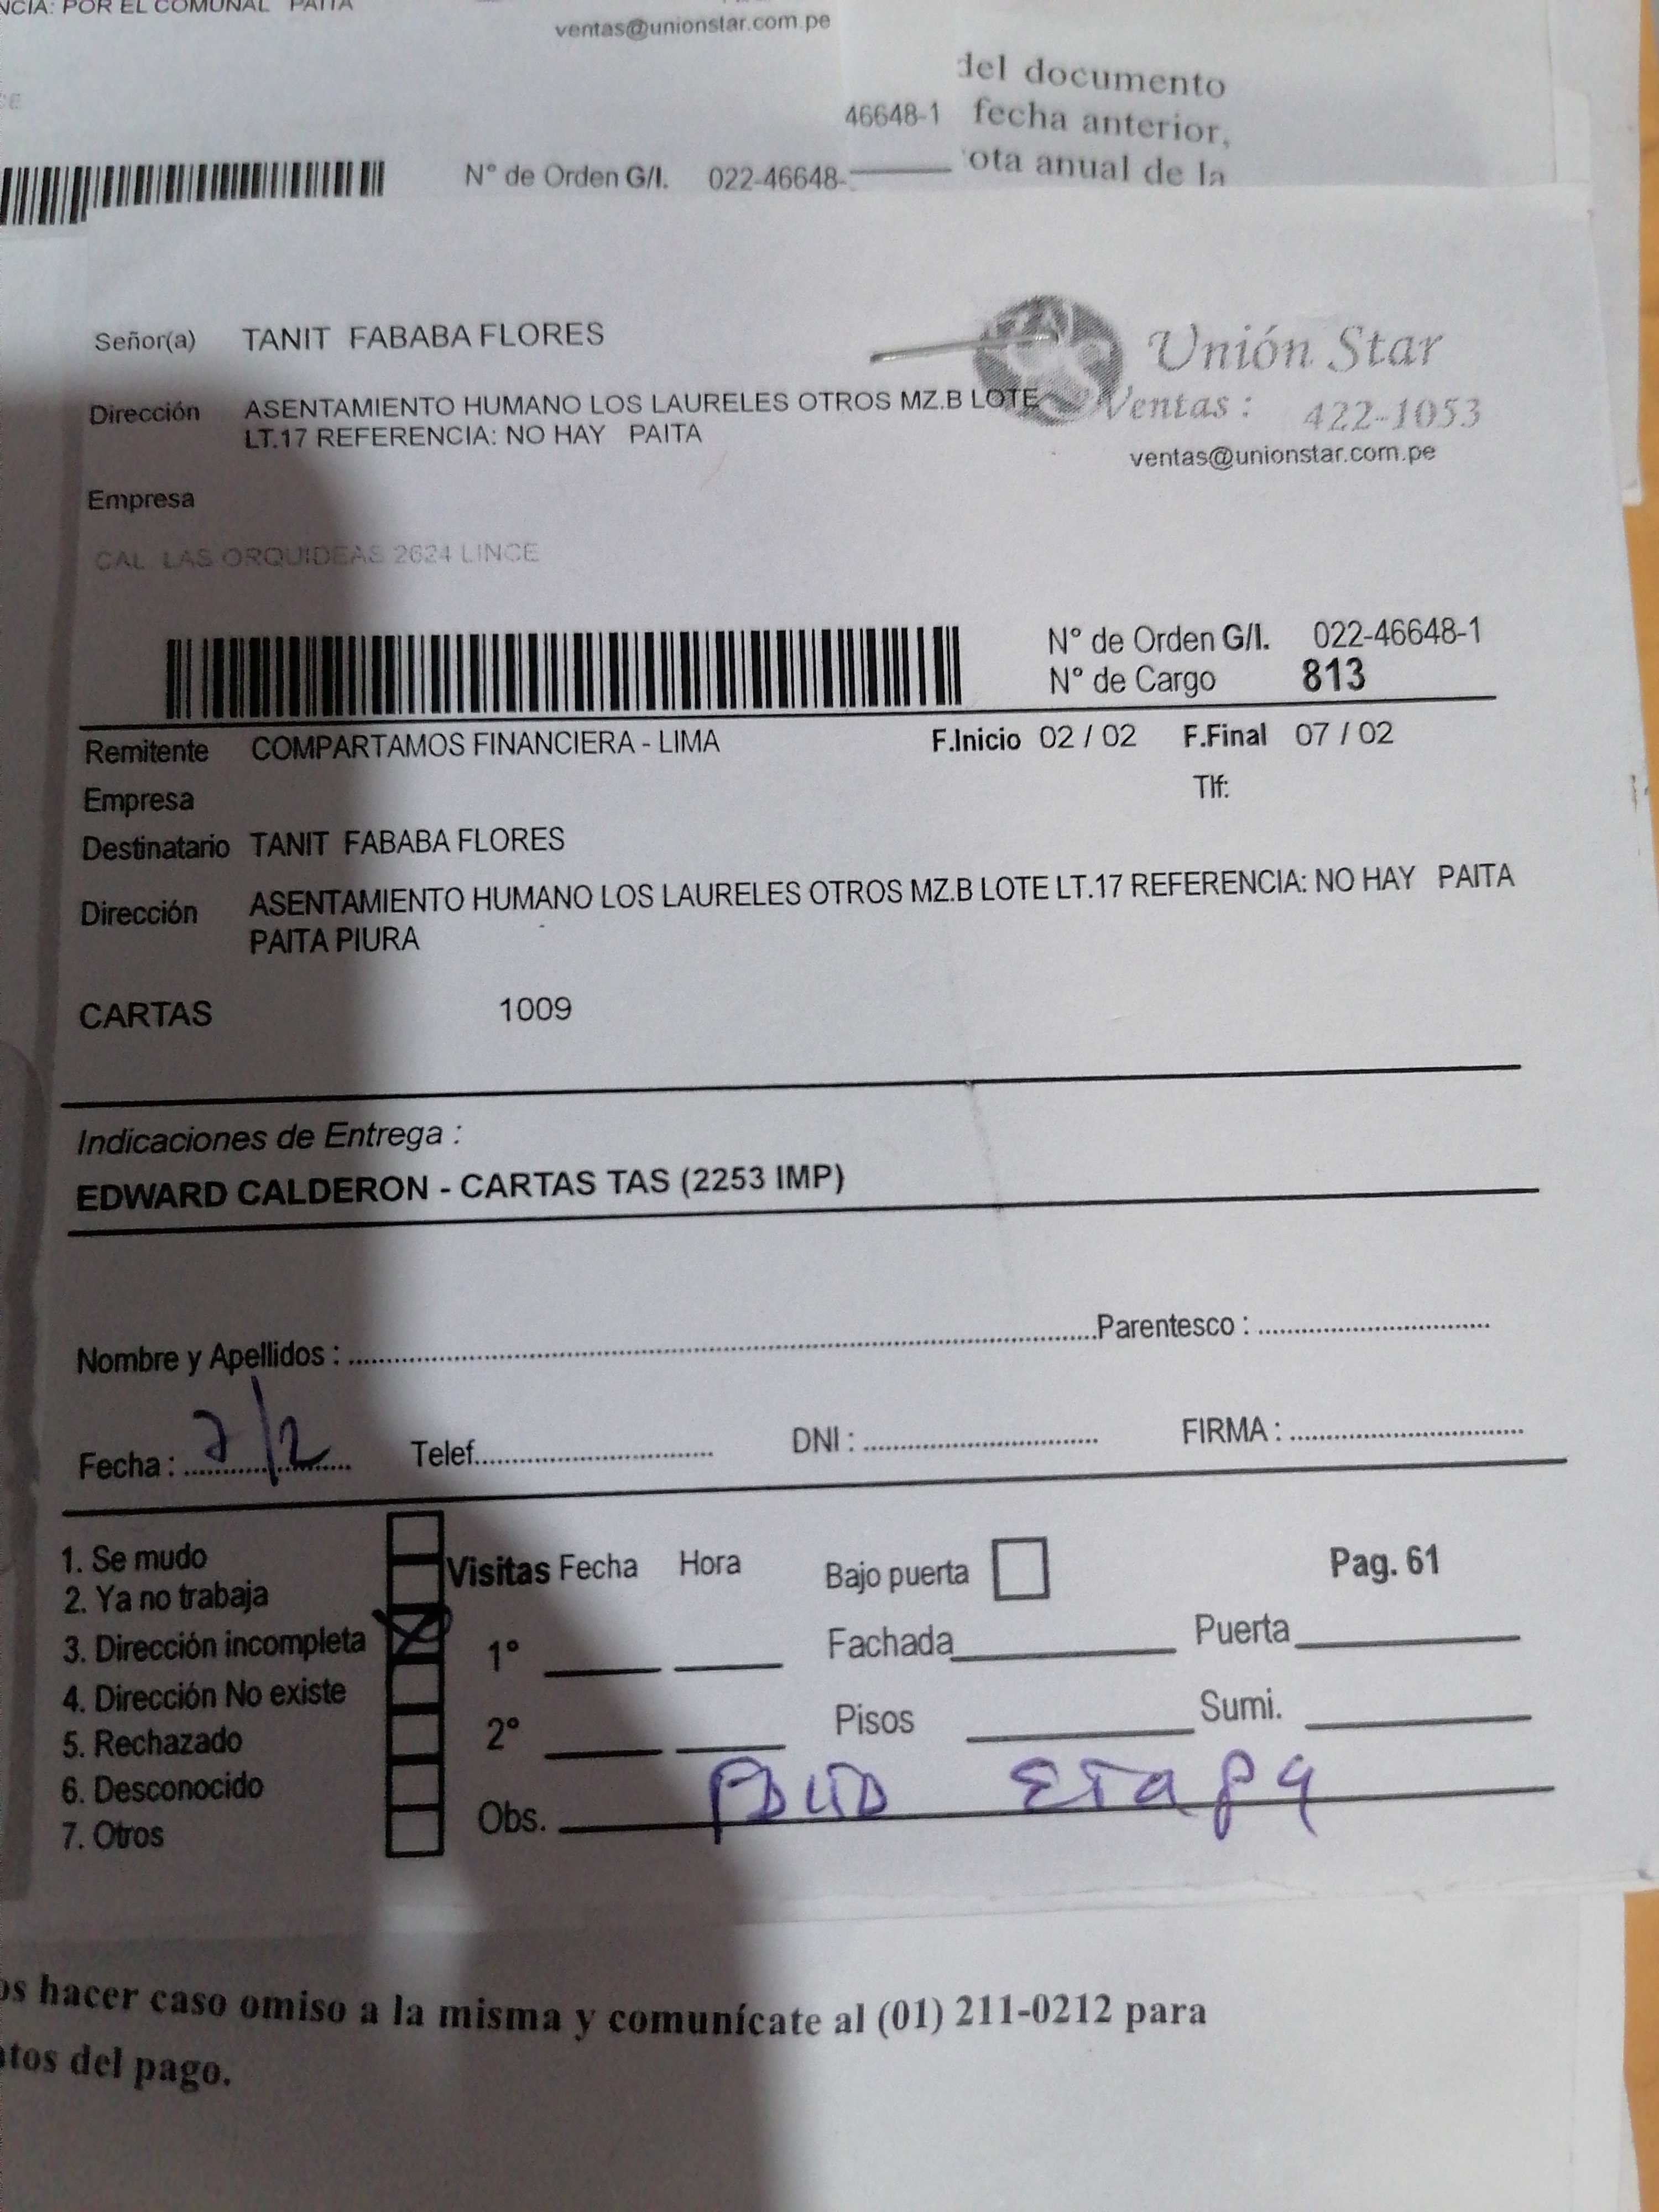 NCIA: POR EL COMUNAL PAITA
ventas@unionstar.com.pe
del documento
46648-1 fecha anterior,
ota anual de la
N° de Orden G/I. 022-46648-
Señor(a) TANIT FABABA FLORES
Unión Star
Dirección ASENTAMIENTO HUMANO LOS LAURELES OTROS MZ.B LOTE
LT.17 REFERENCIA: NO HAY PAITA
Ventas : 422-1053
ventas@unionstar.com.pe
Empresa
CAL LAS ORQUIDEAS 2624 LINCE
N° de Orden G/I. 022-46648-1
N° de Cargo 813
Remitente COMPARTAMOS FINANCIERA - LIMA F.Inicio 02 / 02 F.Final 07 / 02
Empresa Tlf:
Destinatario TANIT FABABA FLORES
Dirección ASENTAMIENTO HUMANO LOS LAURELES OTROS MZ.B LOTE LT.17 REFERENCIA: NO HAY PAITA
PAITA PIURA
CARTAS 1009
Indicaciones de Entrega :
EDWARD CALDERON - CARTAS TAS (2253 IMP)
Nombre y Apellidos : Parentesco :
Fecha : 7/2 Telef. DNI : FIRMA :
1. Se mudo
2. Ya no trabaja
3. Dirección incompleta
4. Dirección No existe
5. Rechazado
6. Desconocido
7. Otros
Visitas Fecha Hora Bajo puerta Pag. 61
1° Fachada Puerta
2° Pisos Sumi.
Obs. Etapa
os hacer caso omiso a la misma y comunícate al (01) 211-0212 para
tos del pago.